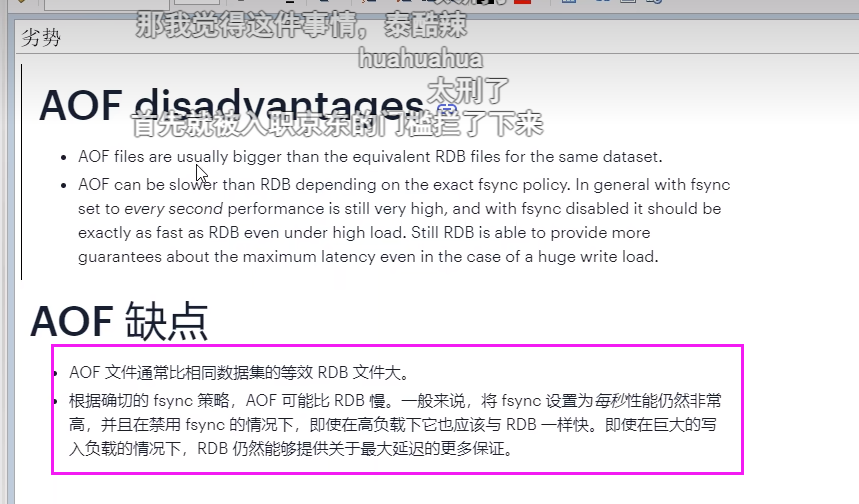 劣势
那我觉得这件事情，泰酷辣
huahuahua
太刑了
AOF disadvantages
首先就被入职京东的门槛拦了下来
AOF files are usually bigger than the equivalent RDB files for the same dataset.
AOF can be slower than RDB depending on the exact fsync policy. In general with fsync
set to every second performance is still very high, and with fsync disabled it should be
exactly as fast as RDB even under high load. Still RDB is able to provide more
guarantees about the maximum latency even in the case of a huge write load.
AOF 缺点
AOF 文件通常比相同数据集的等效 RDB 文件大。
根据确切的 fsync 策略，AOF 可能比 RDB 慢。一般来说，将 fsync 设置为每秒性能仍然非常
高，并且在禁用 fsync 的情况下，即使在高负载下它也应该与 RDB 一样快。即使在巨大的写
入负载的情况下，RDB 仍然能够提供关于最大延迟的更多保证。